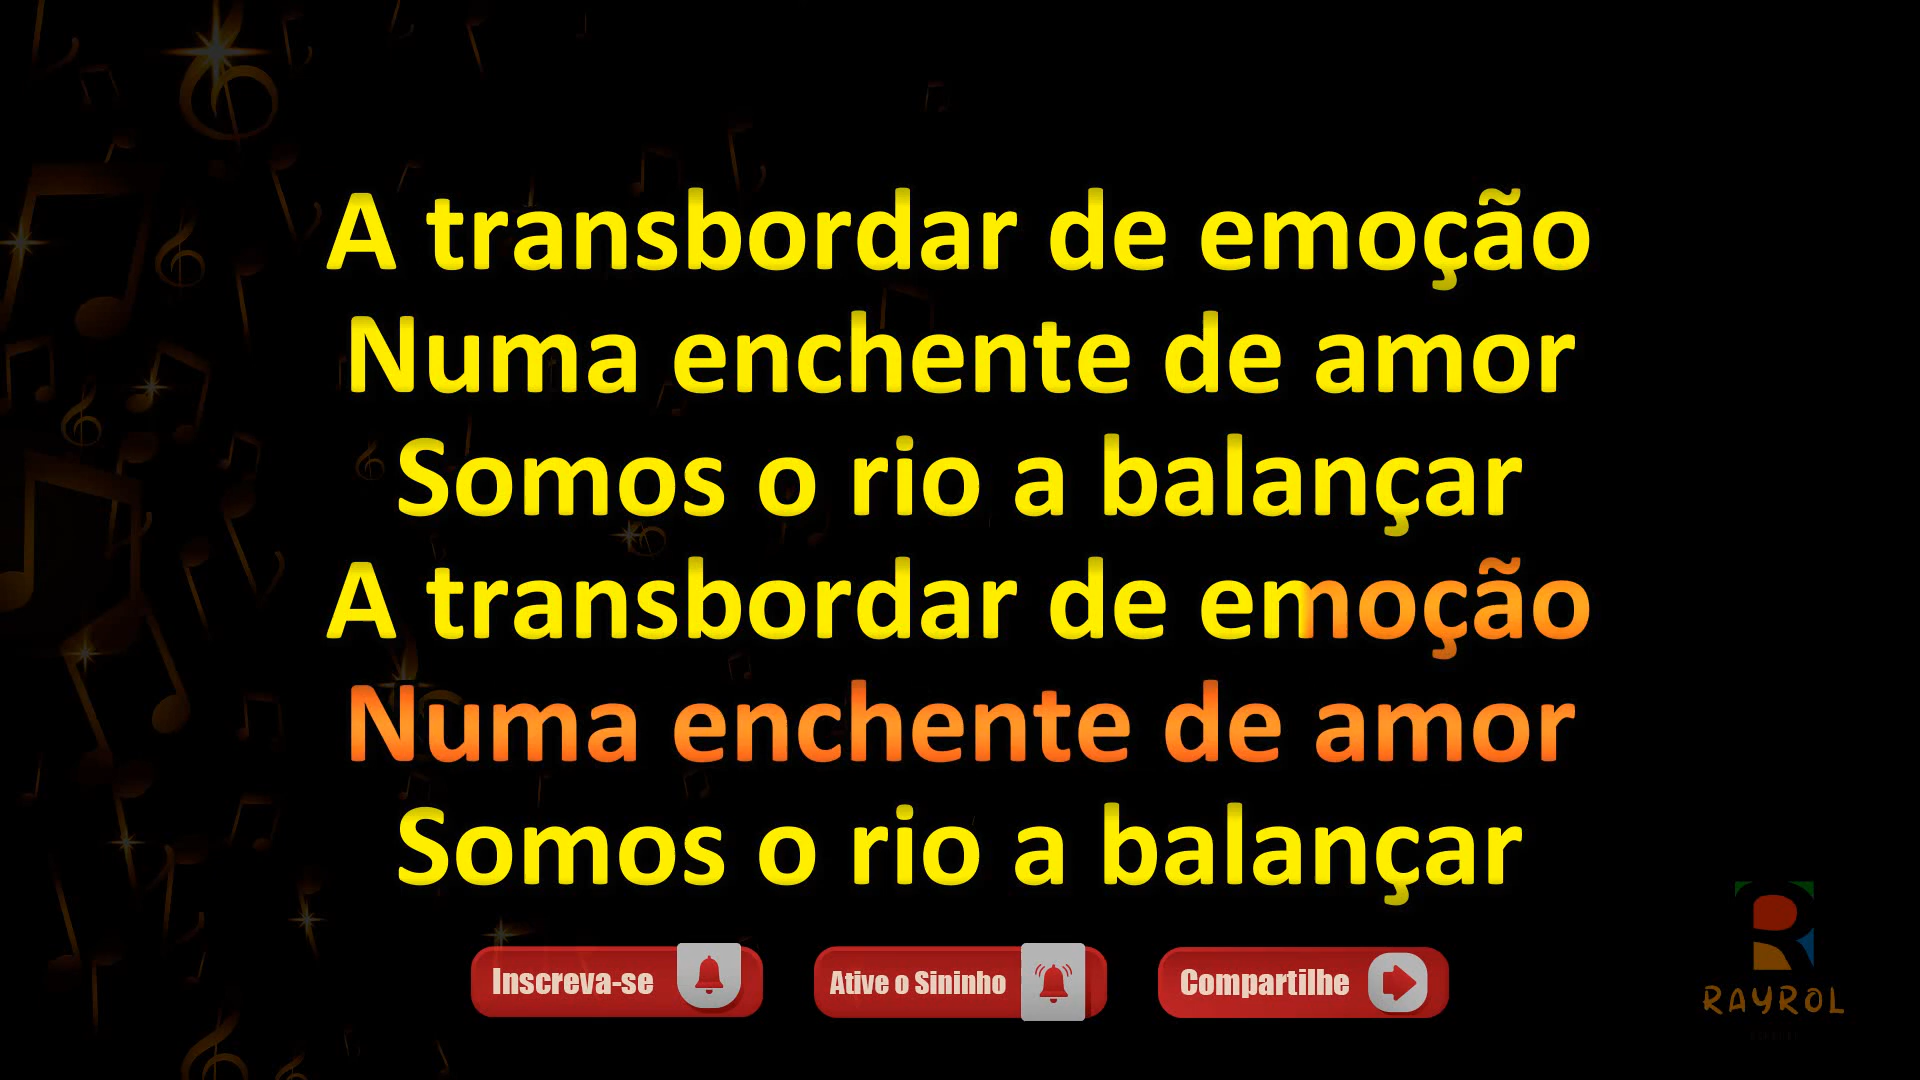 A transbordar de emoção
Numa enchente de amor
Somos o rio a balançar
A transbordar de emoção
Numa enchente de amor
Somos o rio a balançar
Inscreva-se
Ative o Sininho
Compartilhe
RAYROL